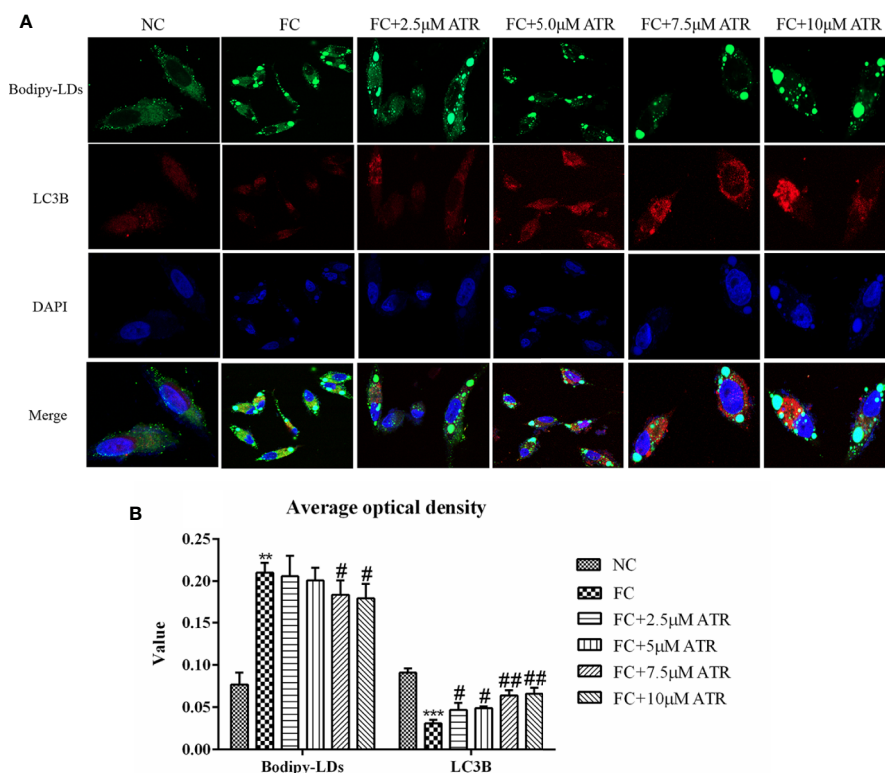 A
NC FC FC+2.5μM ATR FC+5.0μM ATR FC+7.5μM ATR FC+10μM ATR
Bodipy-LDs
LC3B
DAPI
Merge
B
Average optical density
Value
0.25
0.20
0.15
0.10
0.05
0.00
** # #
*** # # ## ##
Bodipy-LDs LC3B
NC
FC
FC+2.5μM ATR
FC+5μM ATR
FC+7.5μM ATR
FC+10μM ATR